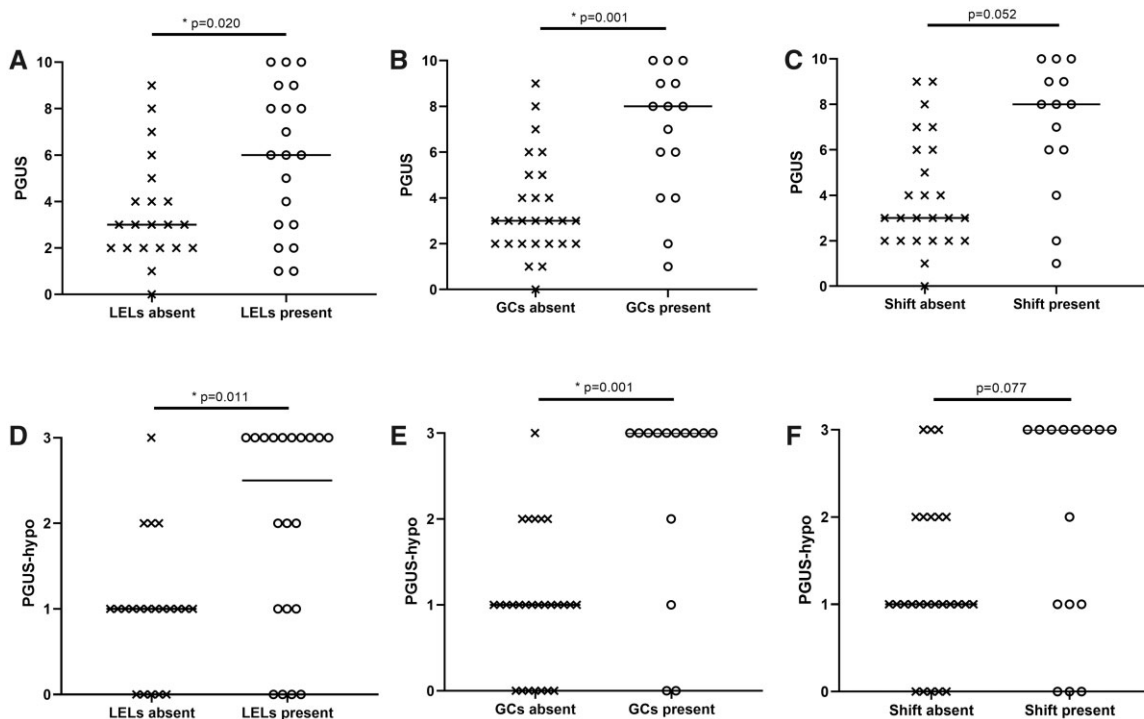 * p=0.020
* p=0.001
p=0.052
A
B
C
PGUS
10
8
6
4
2
0
LELs absent
LELs present
PGUS
10
8
6
4
2
0
GCs absent
GCs present
PGUS
10
8
6
4
2
0
Shift absent
Shift present
* p=0.011
* p=0.001
p=0.077
D
E
F
PGUS-hypo
3
2
1
0
LELs absent
LELs present
PGUS-hypo
3
2
1
0
GCs absent
GCs present
PGUS-hypo
3
2
1
0
Shift absent
Shift present